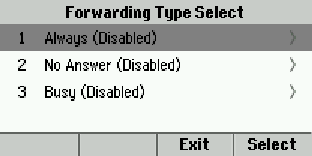 Forwarding Type Select
1 Always (Disabled)
2 No Answer (Disabled)
3 Busy (Disabled)
Exit Select